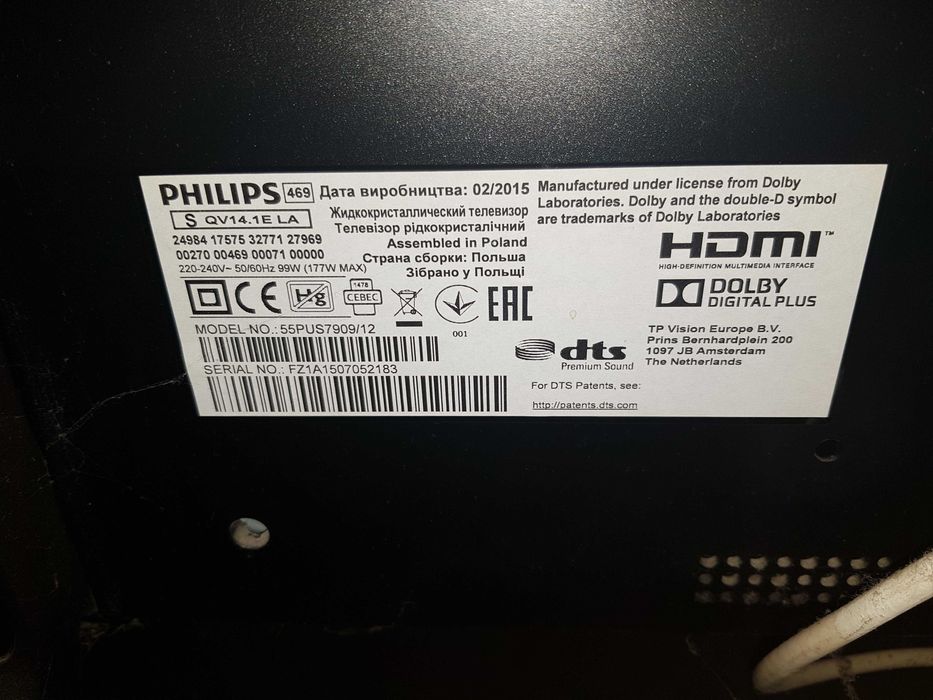 PHILIPS 469 Дата виробництва: 02/2015
S QV14.1E LA
Жидкокристаллический телевизор
Телевізор рідкокристалічний
24984 17575 32771 27969
Assembled in Poland
00270 00469 00071 00000
Страна сборки: Польша
220-240V~ 50/60Hz 99W (177W MAX)
Зібрано у Польщі
Hg
1478
CEBEC
CE
001
EAC
MODEL NO.: 55PUS7909/12
SERIAL NO.: FZ1A1507052183
Manufactured under license from Dolby
Laboratories. Dolby and the double-D symbol
are trademarks of Dolby Laboratories
HDMI™
HIGH-DEFINITION MULTIMEDIA INTERFACE
DOLBY
DIGITAL PLUS
dts
Premium Sound
For DTS Patents, see:
http://patents.dts.com
TP Vision Europe B.V.
Prins Bernhardplein 200
1097 JB Amsterdam
The Netherlands